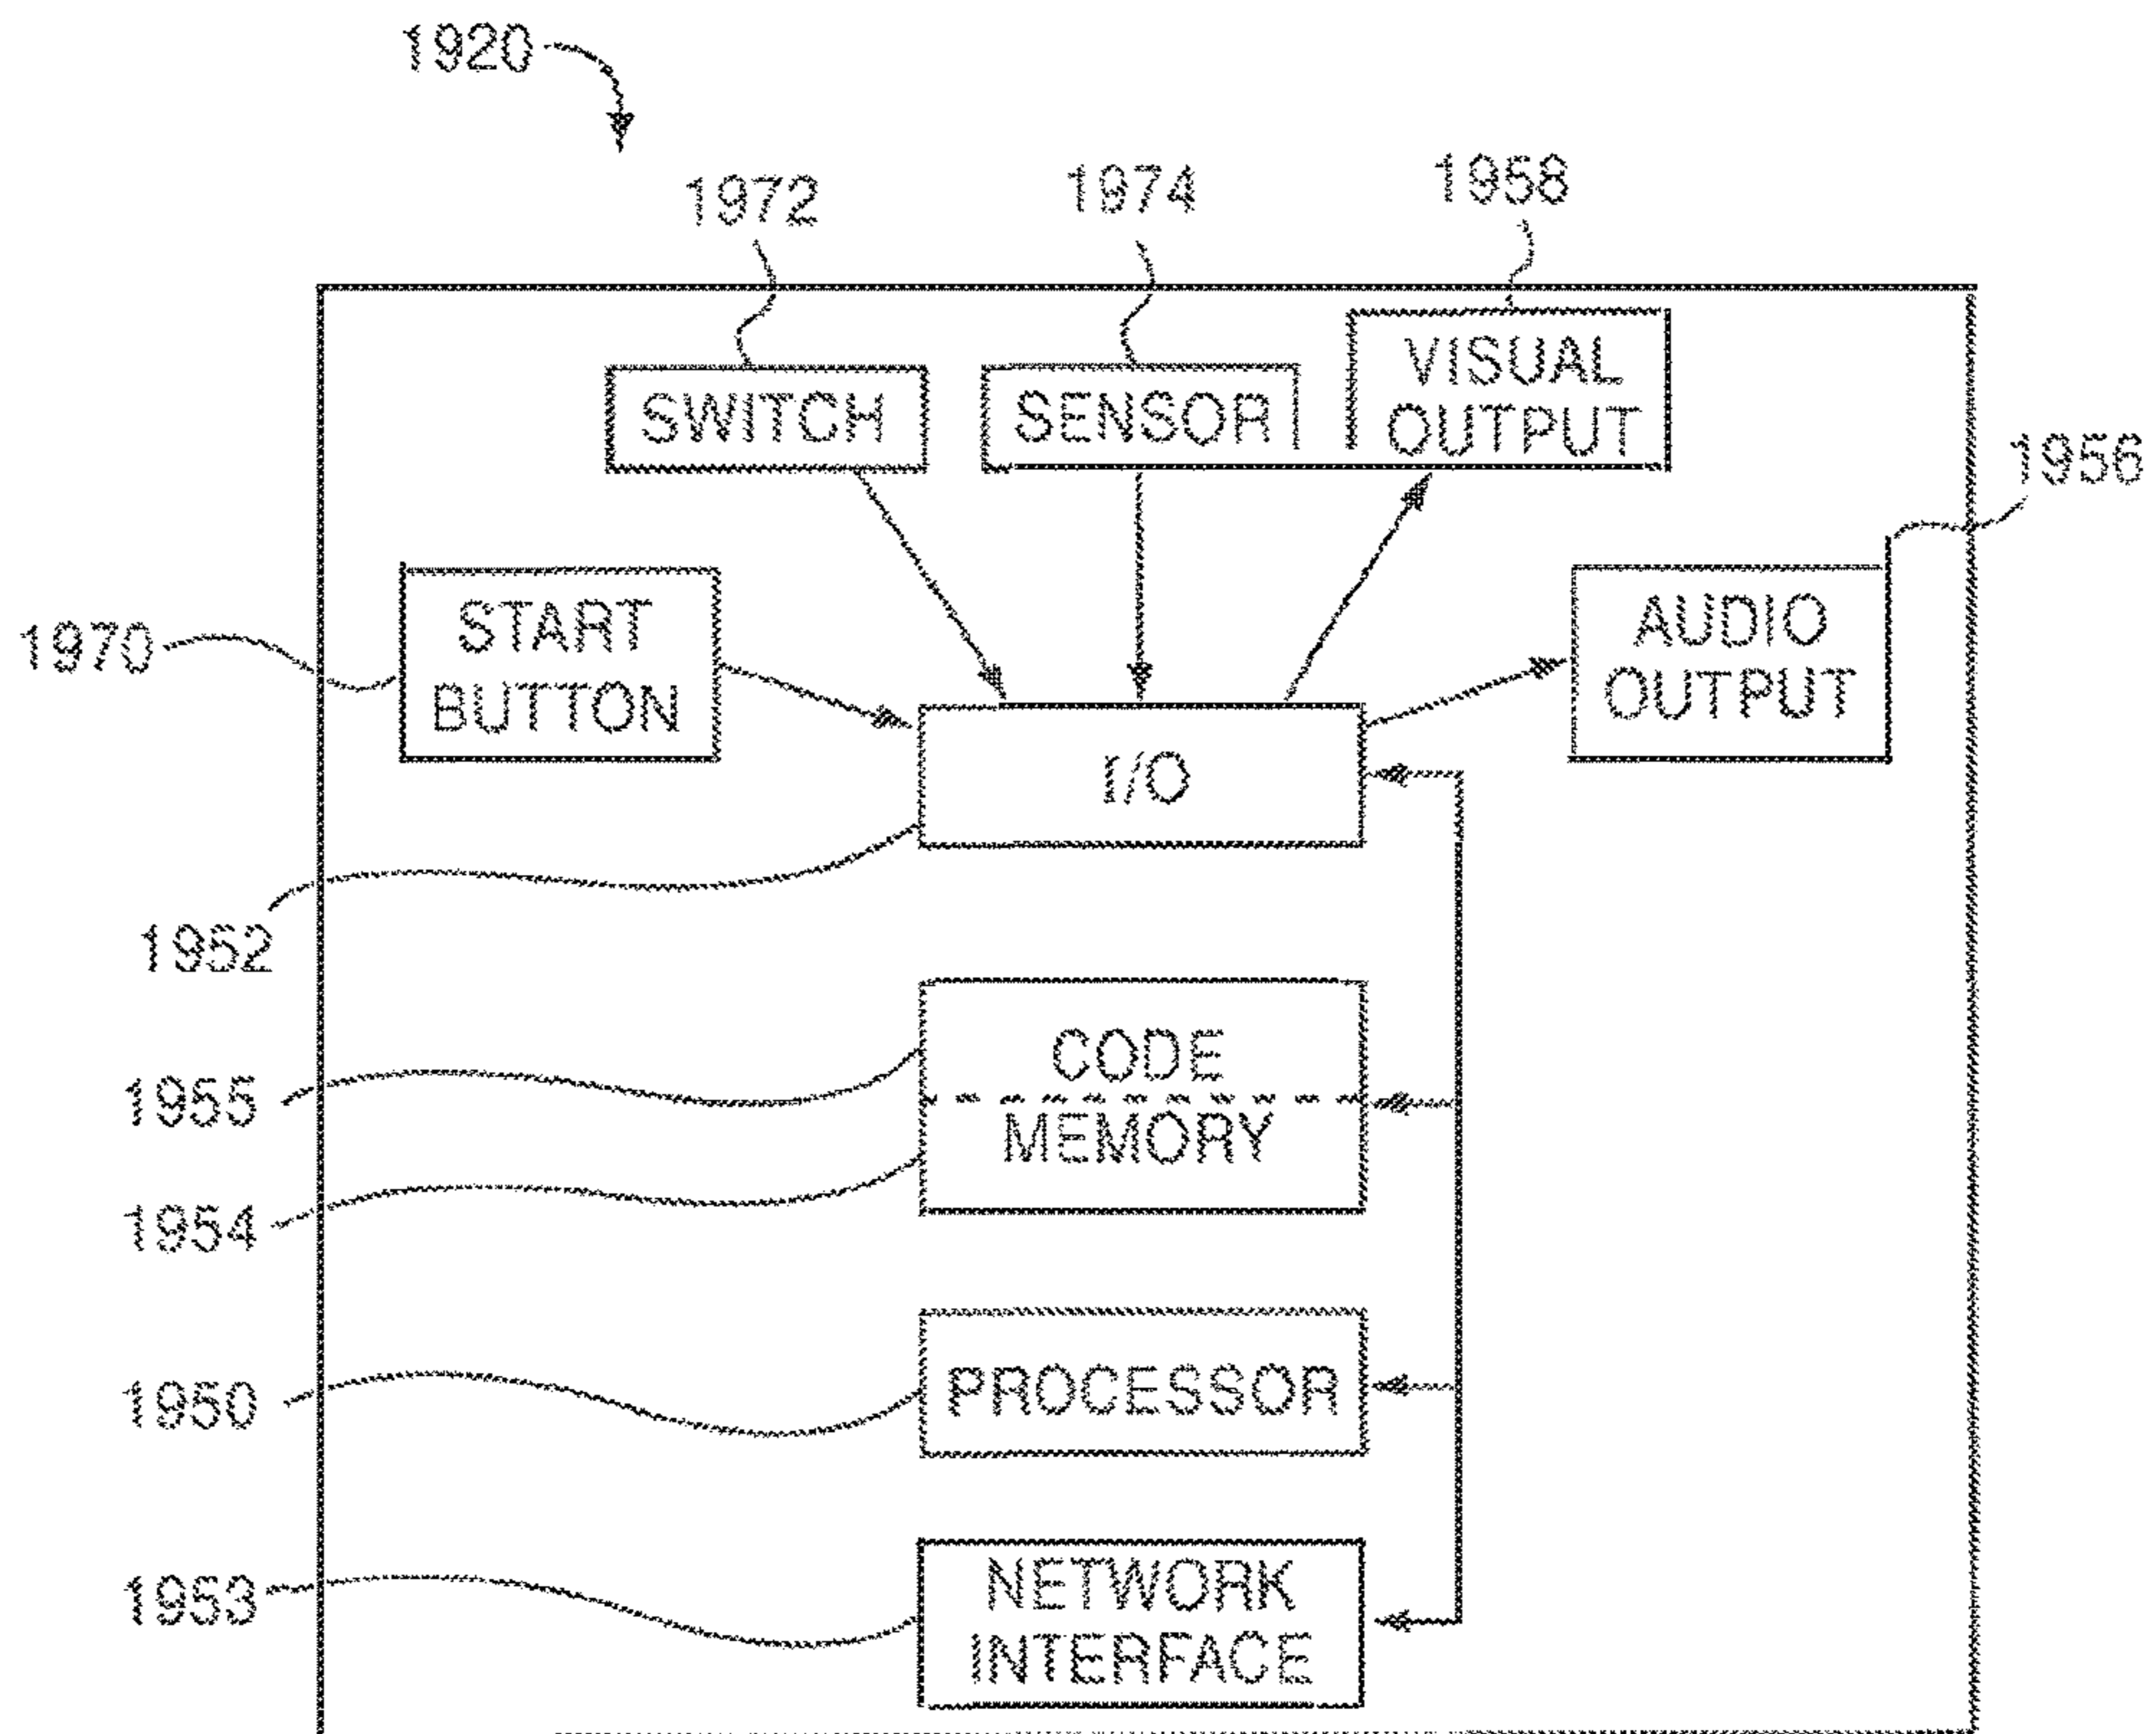 1920
1972
1974
1958
SWITCH
SENSOR
VISUAL
OUTPUT
1956
1970
START
BUTTON
AUDIO
OUTPUT
I/O
1952
CODE
1955
MEMORY
1954
PROCESSOR
1950
NETWORK
1953
INTERFACE